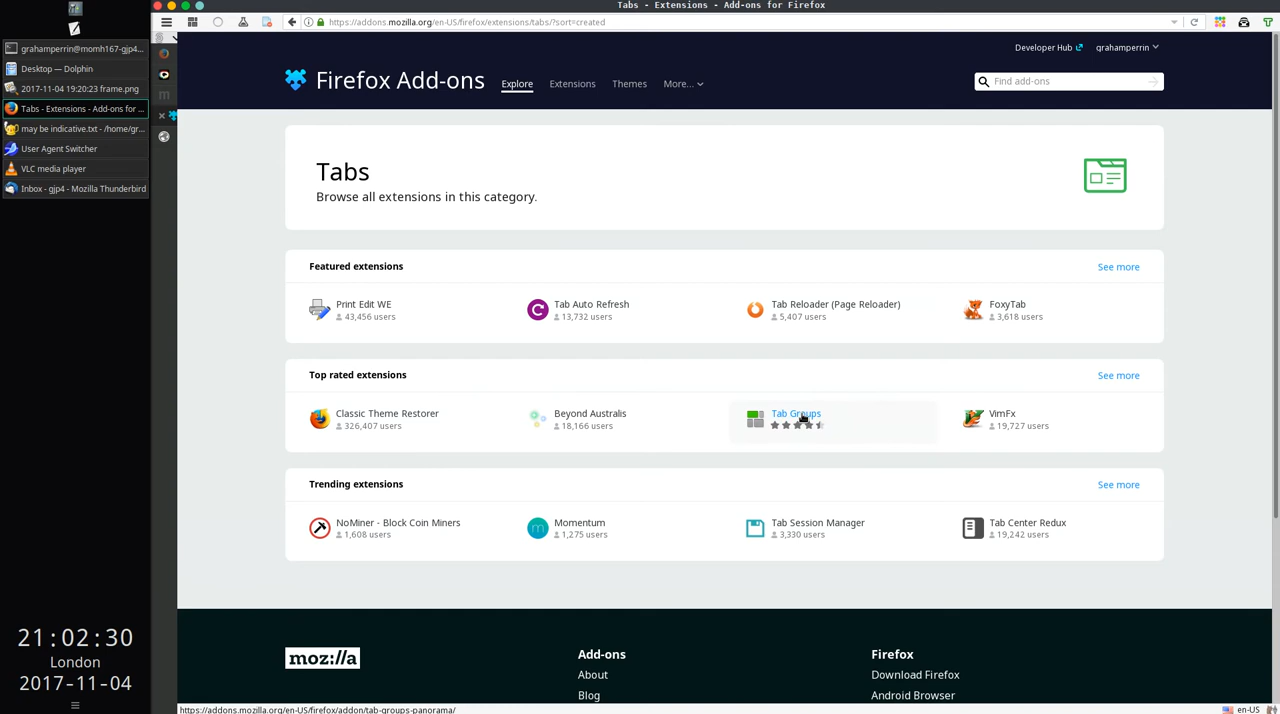 Tabs - Extensions - Add-ons for Firefox
https://addons.mozilla.org/en-US/firefox/extensions/tabs/?sort=created
grahamperrin@momh167-gjp4...
Desktop — Dolphin
2017-11-04 19:20:23 frame.png
Tabs - Extensions - Add-ons for ...
may be indicative.txt - /home/gr...
User Agent Switcher
VLC media player
Inbox - gjp4 - Mozilla Thunderbird
Developer Hub
grahamperrin
Firefox Add-ons
Explore
Extensions
Themes
More...
Find add-ons
Tabs
Browse all extensions in this category.
Featured extensions
See more
Print Edit WE
43,456 users
Tab Auto Refresh
13,732 users
Tab Reloader (Page Reloader)
5,407 users
FoxyTab
3,618 users
Top rated extensions
See more
Classic Theme Restorer
326,407 users
Beyond Australis
18,166 users
Tab Groups
VimFx
19,727 users
Trending extensions
See more
NoMiner - Block Coin Miners
1,608 users
Momentum
1,275 users
Tab Session Manager
3,330 users
Tab Center Redux
19,242 users
moz://a
Add-ons
About
Blog
Firefox
Download Firefox
Android Browser
21:02:30
London
2017-11-04
https://addons.mozilla.org/en-US/firefox/addon/tab-groups-panorama/
en-US